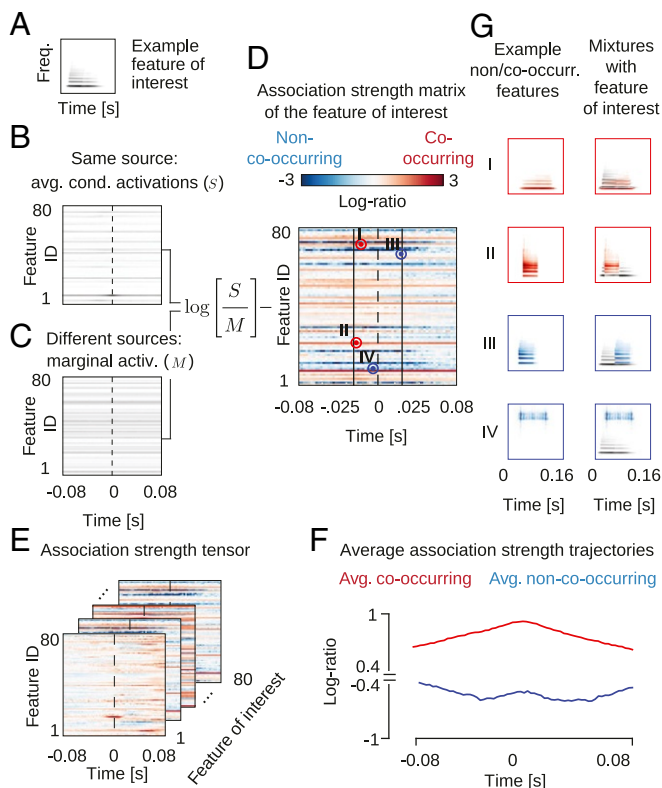 A
Freq.
Time [s]
Example
feature of
interest
B
Same source:
avg. cond. activations (S)
80
Feature
ID
1
C
Different sources:
marginal activ. (M)
80
Feature
ID
1
-0.08 0 0.08
Time [s]
log [S/M]
D
Association strength matrix
of the feature of interest
Non-
co-occurring
Co-
occurring
-3 3
Log-ratio
80
Feature ID
1
I
III
II
IV
-0.08 -.025 0 0.08
Time [s]
E
Association strength tensor
...
80
Feature ID
1
-0.08 0 0.08
Time [s]
1
...
80
Feature of interest
F
Average association strength trajectories
Avg. co-occurring Avg. non-co-occurring
1
0.4
-0.4
-1
Log-ratio
-0.08 0 0.08
Time [s]
G
Example
non/co-occurr.
features
Mixtures
with
feature
of interest
I
II
III
IV
0 0.16 0 0.16
Time [s] Time [s]